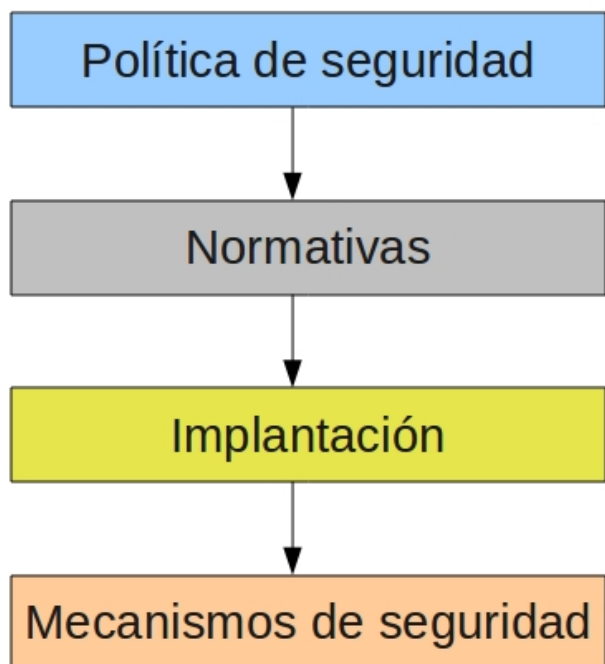 Política de seguridad
Normativas
Implantación
Mecanismos de seguridad